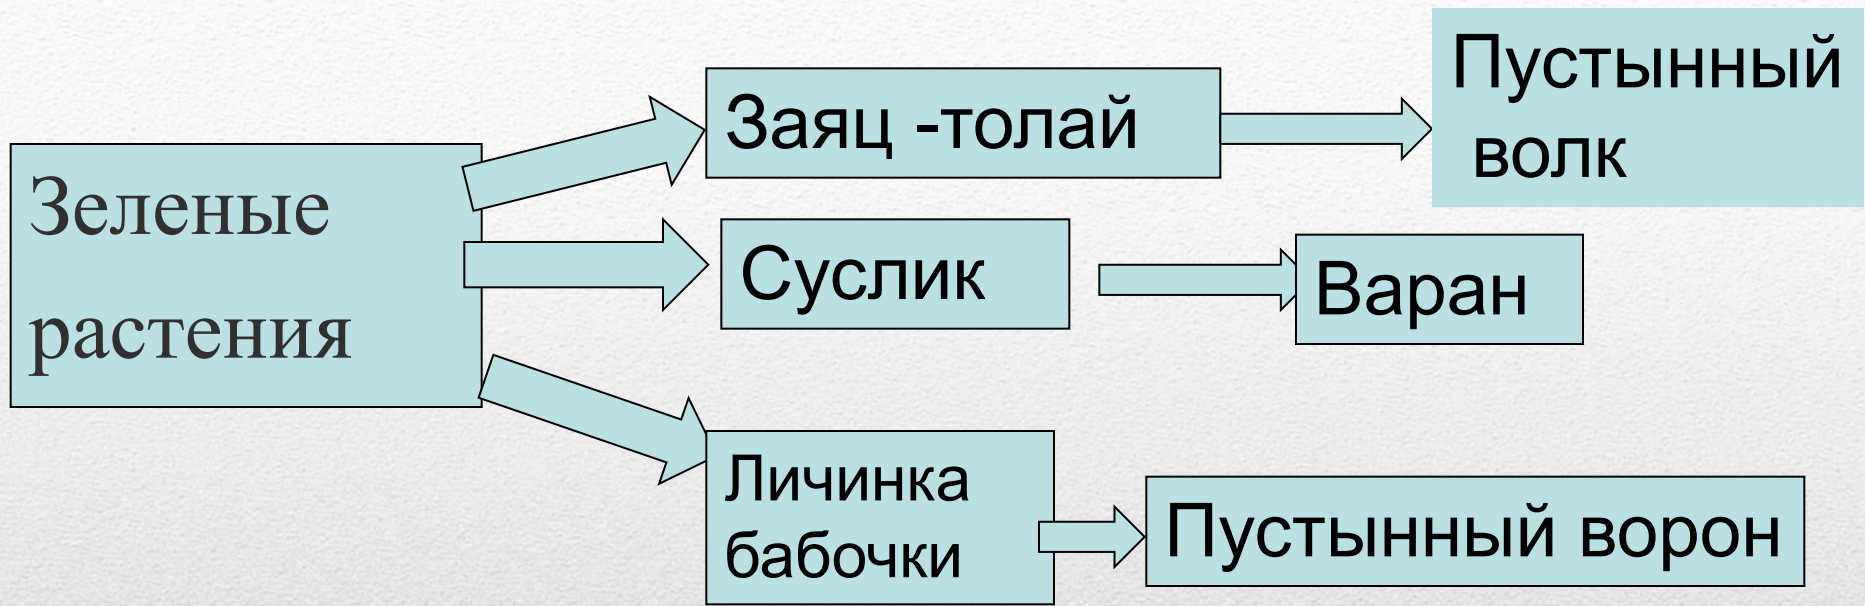 Зеленые
растения
Заяц -толай
Пустынный
волк
Суслик
Варан
Личинка
бабочки
Пустынный ворон